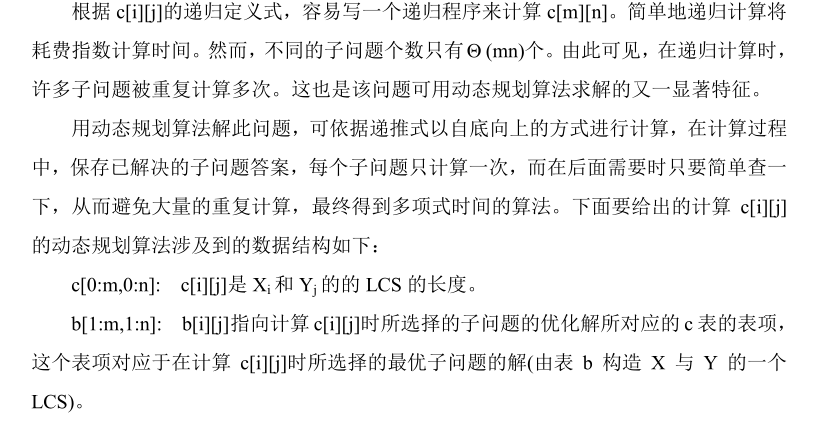 根据 c[i][j]的递归定义式，容易写一个递归程序来计算 c[m][n]。简单地递归计算将
耗费指数计算时间。然而，不同的子问题个数只有Θ (mn)个。由此可见，在递归计算时，
许多子问题被重复计算多次。这也是该问题可用动态规划算法求解的又一显著特征。
用动态规划算法解此问题，可依据递推式以自底向上的方式进行计算，在计算过程
中，保存已解决的子问题答案，每个子问题只计算一次，而在后面需要时只要简单查一
下，从而避免大量的重复计算，最终得到多项式时间的算法。下面要给出的计算 c[i][j]
的动态规划算法涉及到的数据结构如下：
c[0:m,0:n]: c[i][j]是 Xi 和 Yj 的的 LCS 的长度。
b[1:m,1:n]: b[i][j]指向计算 c[i][j]时所选择的子问题的优化解所对应的 c 表的表项，
这个表项对应于在计算 c[i][j]时所选择的最优子问题的解(由表 b 构造 X 与 Y 的一个
LCS)。